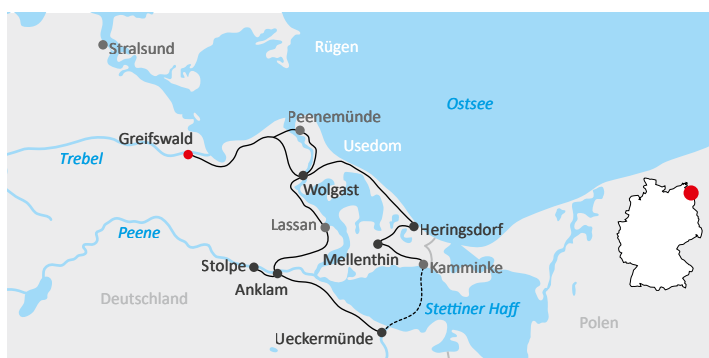 Stralsund
Rügen
Ostsee
Peenemünde
Greifswald
Usedom
Trebel
Wolgast
Lassan
Heringsdorf
Peene
Mellenthin
Stolpe
Kamminke
Anklam
Deutschland
Stettiner Haff
Polen
Ueckermünde